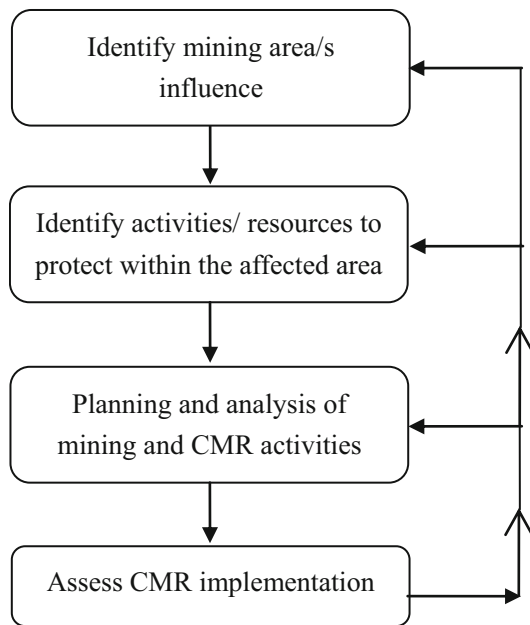 Identify mining area/s
influence
Identify activities/ resources to
protect within the affected area
Planning and analysis of
mining and CMR activities
Assess CMR implementation